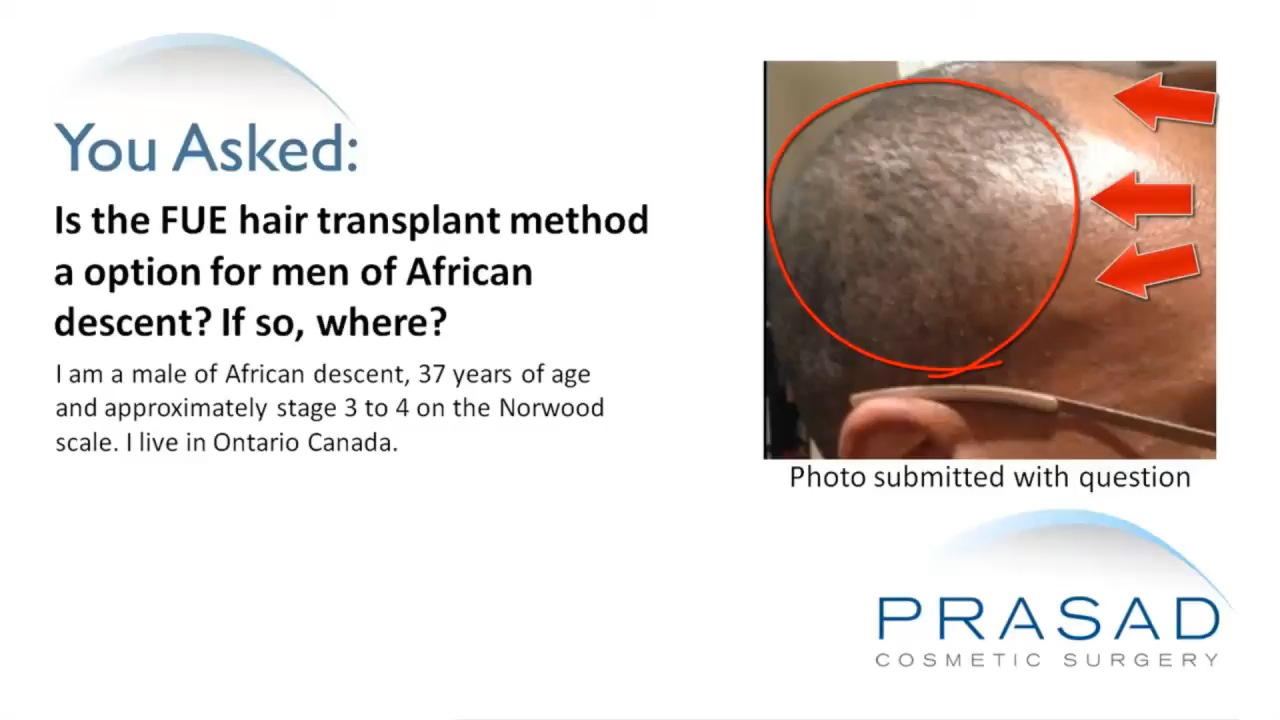 You Asked:
Is the FUE hair transplant method
a option for men of African
descent? If so, where?
I am a male of African descent, 37 years of age
and approximately stage 3 to 4 on the Norwood
scale. I live in Ontario Canada.
Photo submitted with question
PRASAD
COSMETIC SURGERY